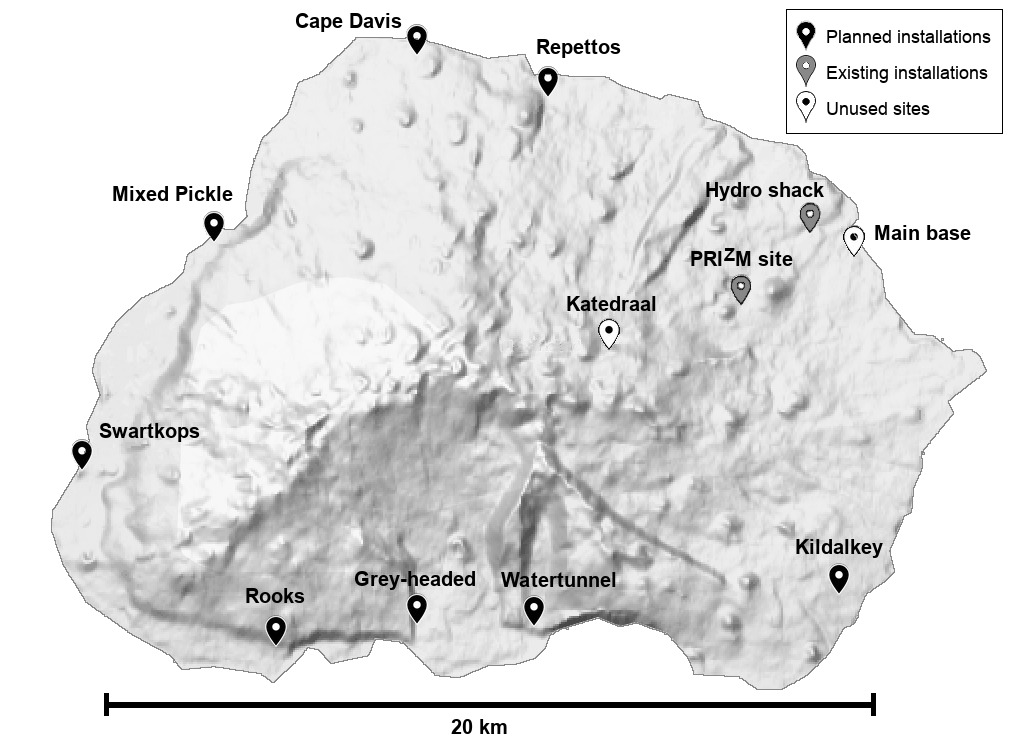 Cape Davis
Repettos
Planned installations
Existing installations
Unused sites
Mixed Pickle
Hydro shack
Main base
PRIZM site
Katedraal
Swartkops
Kildalkey
Grey-headed
Watertunnel
Rooks
20 km